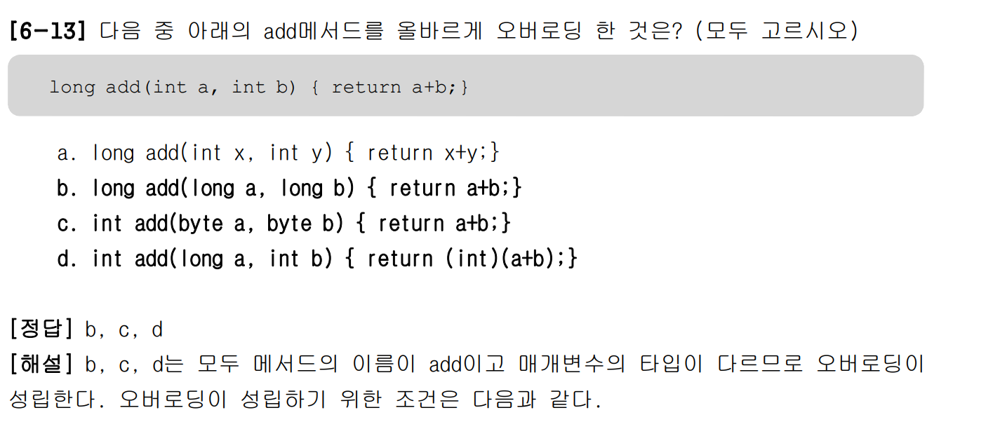 [6-13] 다음 중 아래의 add메서드를 올바르게 오버로딩 한 것은? (모두 고르시오)
long add(int a, int b) { return a+b;}
a. long add(int x, int y) { return x+y;}
b. long add(long a, long b) { return a+b;}
c. int add(byte a, byte b) { return a+b;}
d. int add(long a, int b) { return (int)(a+b);}
[정답] b, c, d
[해설] b, c, d는 모두 메서드의 이름이 add이고 매개변수의 타입이 다르므로 오버로딩이
성립한다. 오버로딩이 성립하기 위한 조건은 다음과 같다.